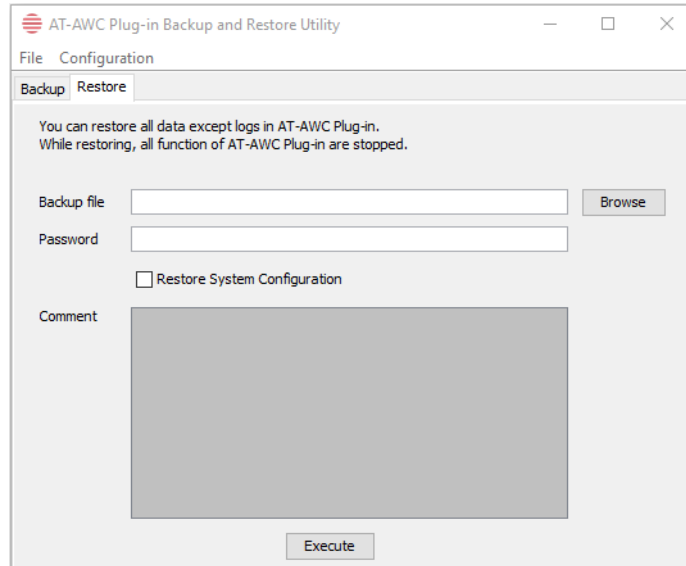 AT-AWC Plug-in Backup and Restore Utility
File Configuration
Backup Restore
You can restore all data except logs in AT-AWC Plug-in.
While restoring, all function of AT-AWC Plug-in are stopped.
Backup file Browse
Password
Restore System Configuration
Comment
Execute